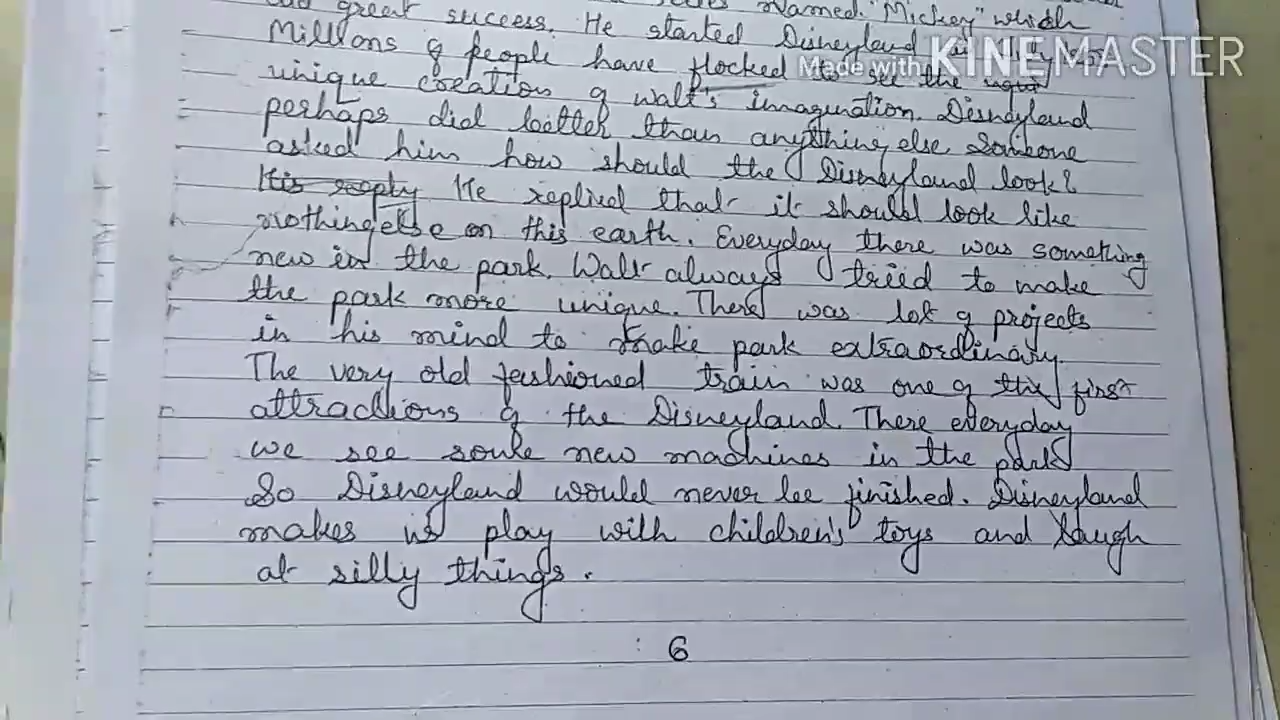 great success. He started Disneyland
Made with KINEMASTER
Millions of people have flocked to see the
unique creation of walt's imagination. Disneyland
perhaps did better than anything else Someone
asked him how should the Disneyland look?
His reply He replied that it should look like
nothing else on this earth. Everyday there was something
new in the park. Walt always tried to make
the park more unique. There was lot of projects
in his mind to make park extraordinary.
The very old fashioned train was one of the first
attractions of the Disneyland. There everyday
we see some new machines in the park
So Disneyland would never be finished. Disneyland
makes us play with children's toys and laugh
at silly things.
6